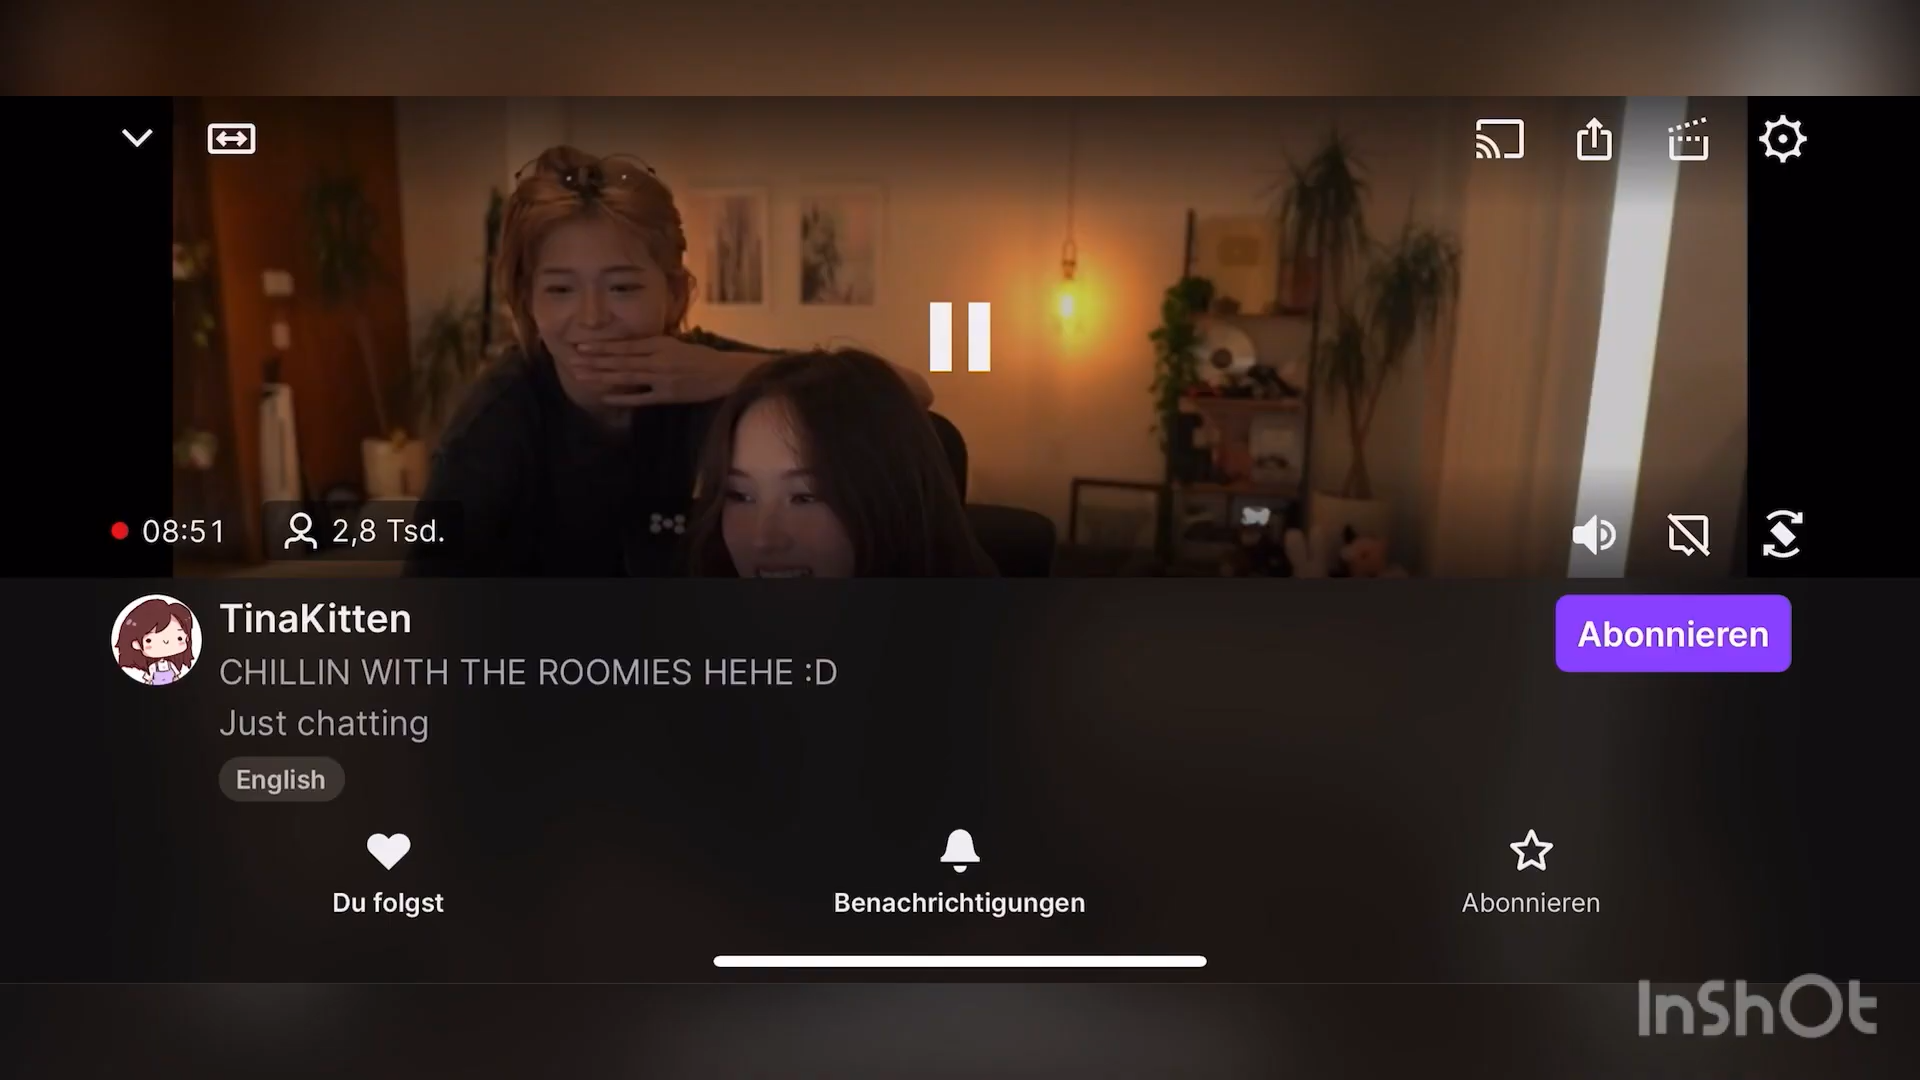 08:51
2,8 Tsd.
TinaKitten
Abonnieren
CHILLIN WITH THE ROOMIES HEHE :D
Just chatting
English
Du folgst
Benachrichtigungen
Abonnieren
InShOt